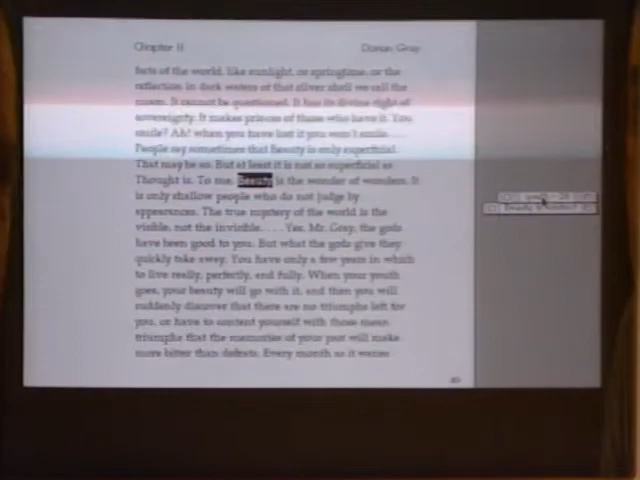 Chapter II
Dorian Gray
facts of the world, like sunlight, or springtime, or the
reflection in dark waters of that silver shell we call the
moon. It cannot be questioned. It has its divine right of
sovereignty. It makes princes of those who have it. You
smile? Ah! when you have lost it you won't smile. . . .
People say sometimes that Beauty is only superficial.
That may be so. But at least it is not so superficial as
Thought is. To me, Beauty is the wonder of wonders. It
is only shallow people who do not judge by
appearances. The true mystery of the world is the
visible, not the invisible. . . . Yes, Mr. Gray, the gods
have been good to you. But what the gods give they
quickly take away. You have only a few years in which
to live really, perfectly, and fully. When your youth
goes, your beauty will go with it, and then you will
suddenly discover that there are no triumphs left for
you, or have to content yourself with those mean
triumphs that the memories of your past will make
more bitter than defeats. Every month as it wanes